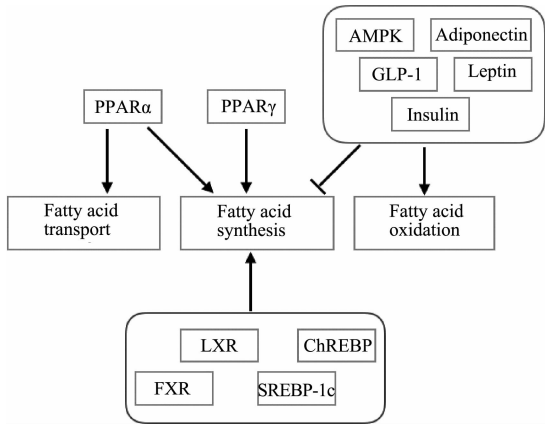 AMPK
Adiponectin
GLP-1
Leptin
Insulin
PPARα
PPARγ
Fatty acid
transport
Fatty acid
synthesis
Fatty acid
oxidation
LXR
ChREBP
FXR
SREBP-1c